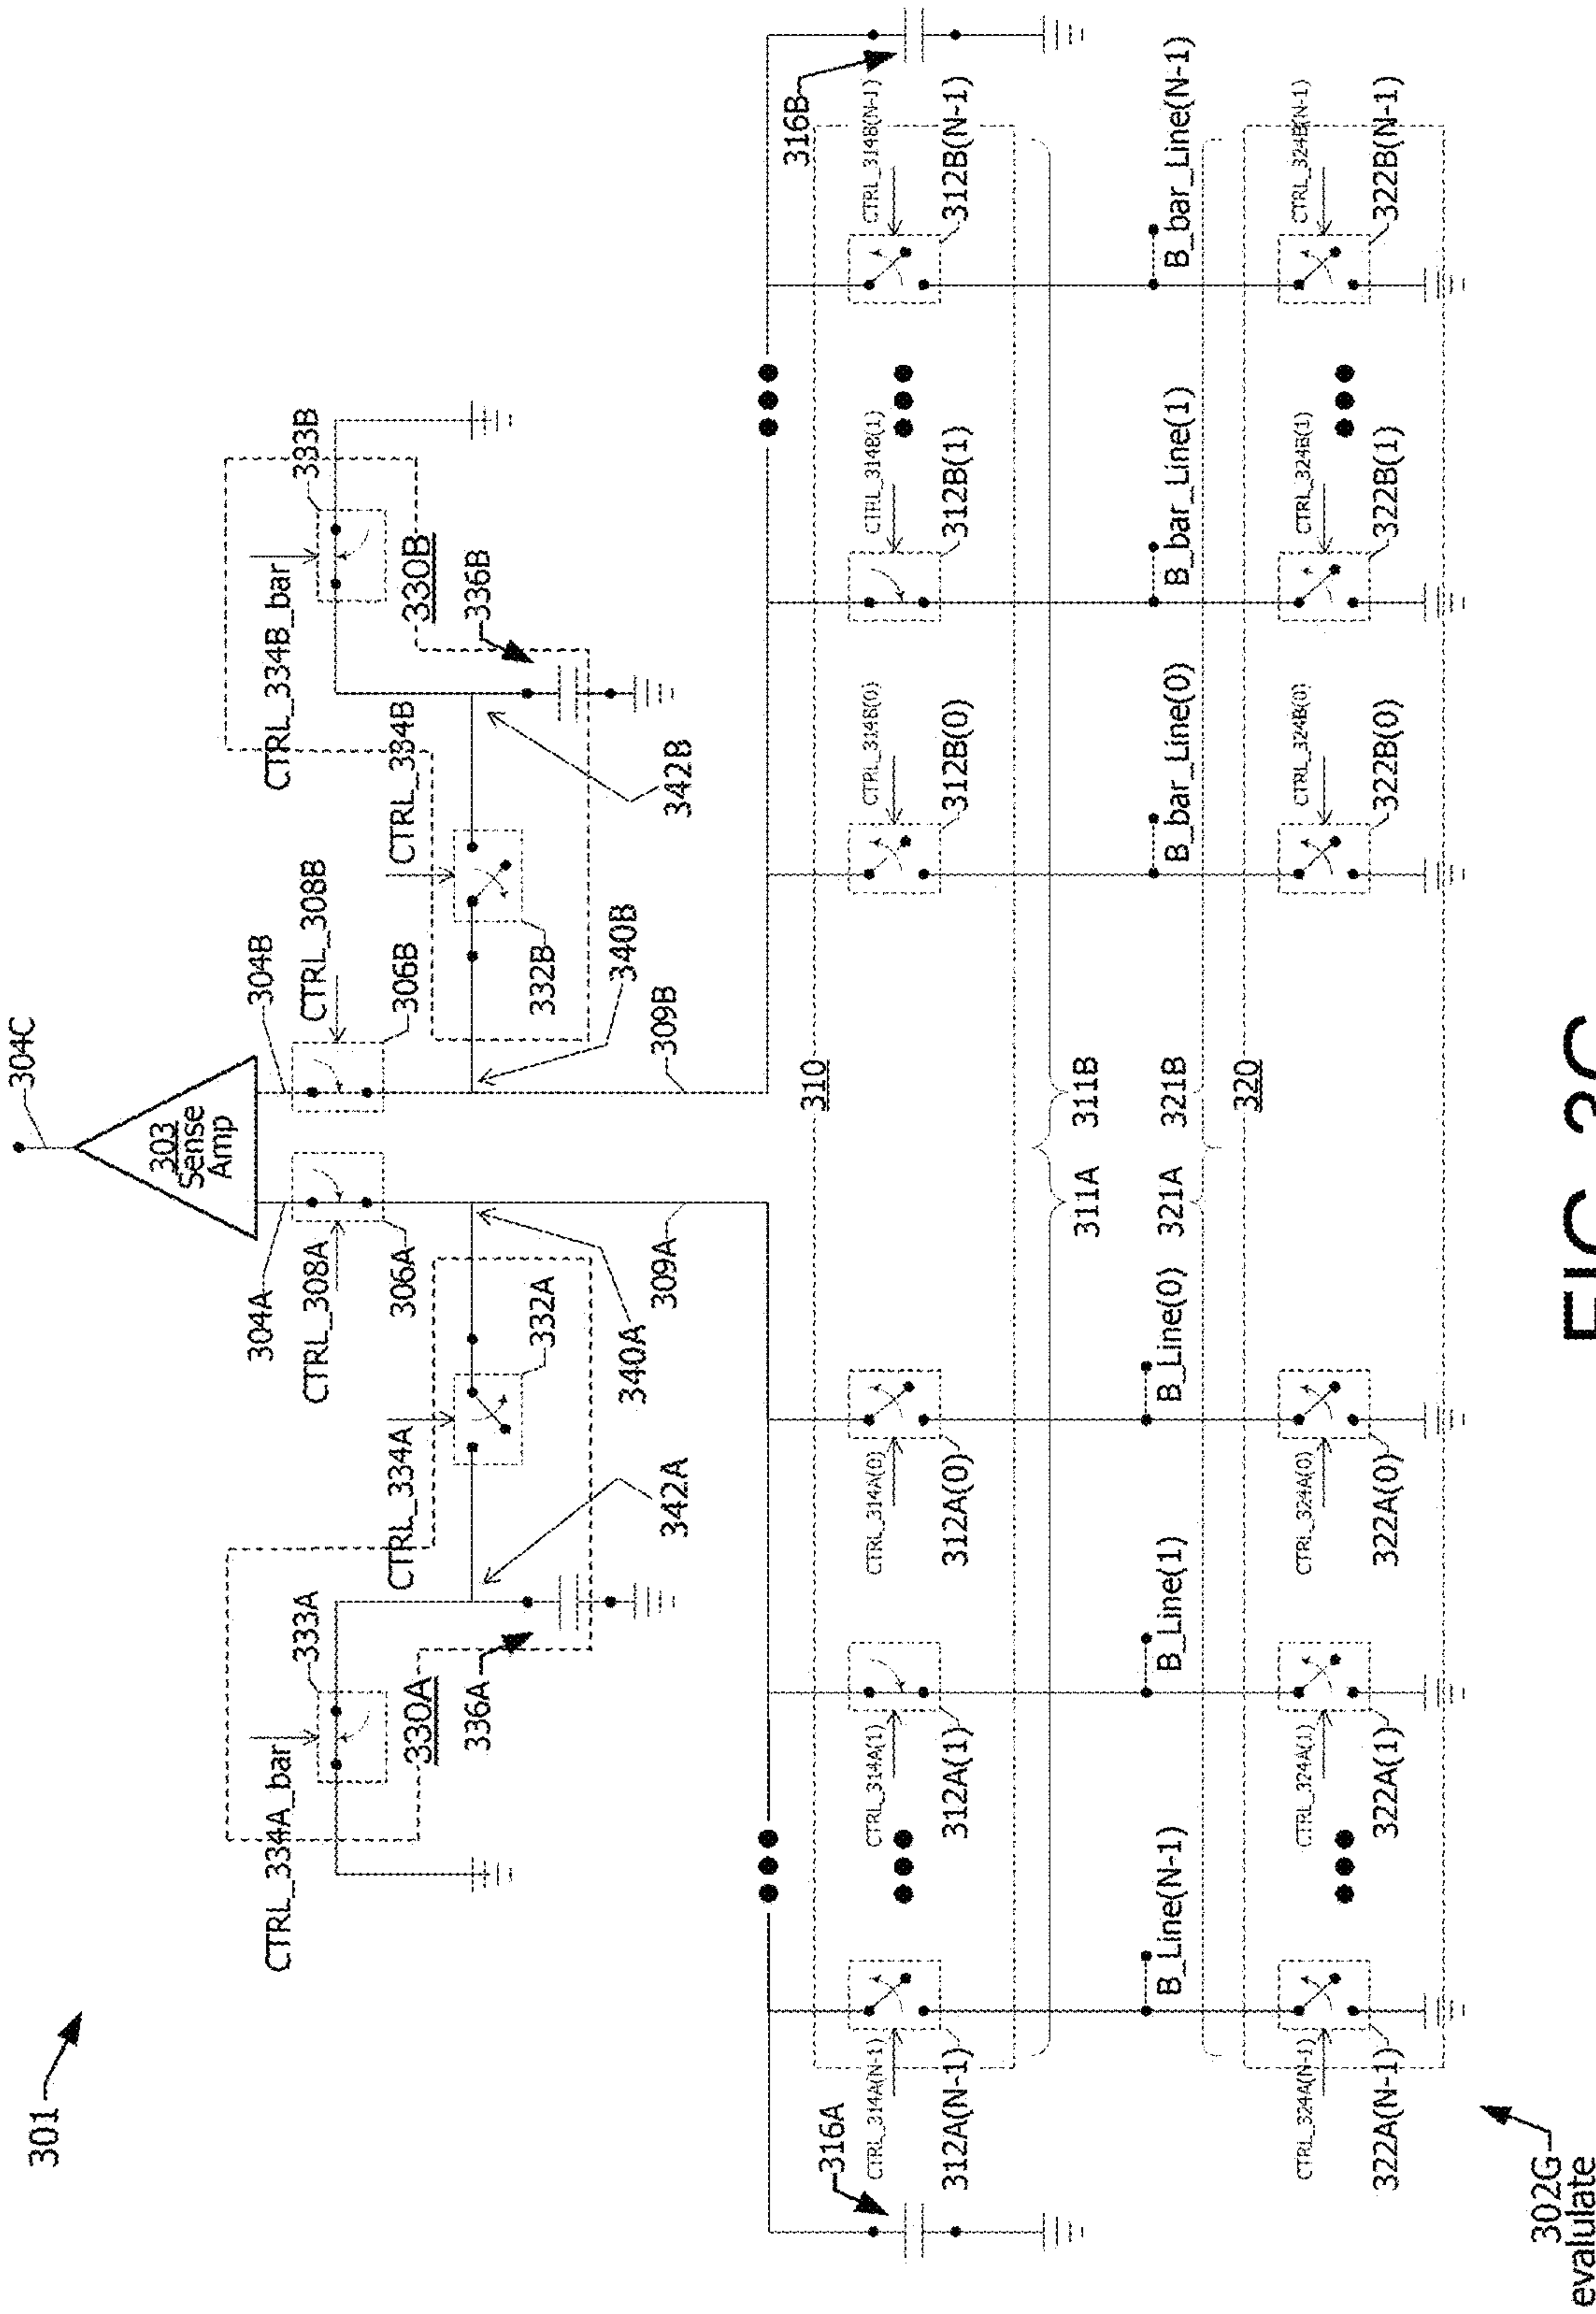 301
304C
303
Sense
Amp
304A
304B
CTRL_308A
CTRL_308B
306A
306B
CTRL_334A_bar
333A
CTRL_334B_bar
333B
330A
330B
CTRL_334A
CTRL_334B
336A
336B
332A
332B
342A
340A
340B
342B
309A
309B
316A
310
316B
CTRL_314A(N-1)
CTRL_314A(1)
CTRL_314A(0)
CTRL_314B(0)
CTRL_314B(1)
CTRL_314B(N-1)
312A(N-1)
312A(1)
312A(0)
312B(0)
312B(1)
312B(N-1)
311A
311B
B_Line(N-1)
B_Line(1)
B_Line(0)
321A
321B
B_bar_Line(0)
B_bar_Line(1)
B_bar_Line(N-1)
320
CTRL_324A(N-1)
CTRL_324A(1)
CTRL_324A(0)
CTRL_324B(0)
CTRL_324B(1)
CTRL_324B(N-1)
322A(N-1)
322A(1)
322A(0)
322B(0)
322B(1)
322B(N-1)
302G
evalulate